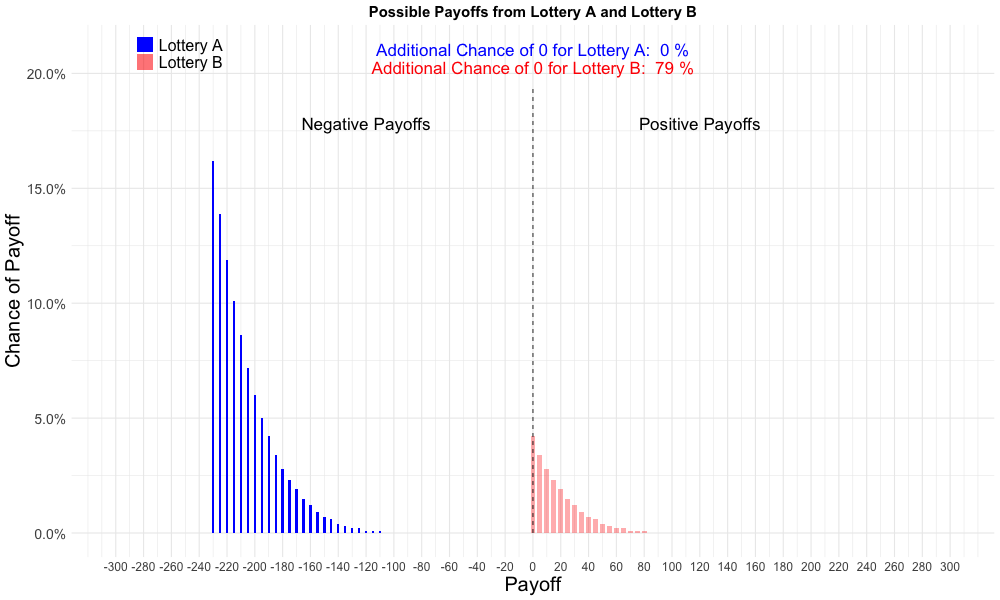 Possible Payoffs from Lottery A and Lottery B
Lottery A
Lottery B
Additional Chance of 0 for Lottery A:  0 %
Additional Chance of 0 for Lottery B:  79 %
Negative Payoffs
Positive Payoffs
Chance of Payoff
20.0%
15.0%
10.0%
5.0%
0.0%
-300 -280 -260 -240 -220 -200 -180 -160 -140 -120 -100 -80 -60 -40 -20 0 20 40 60 80 100 120 140 160 180 200 220 240 260 280 300
Payoff